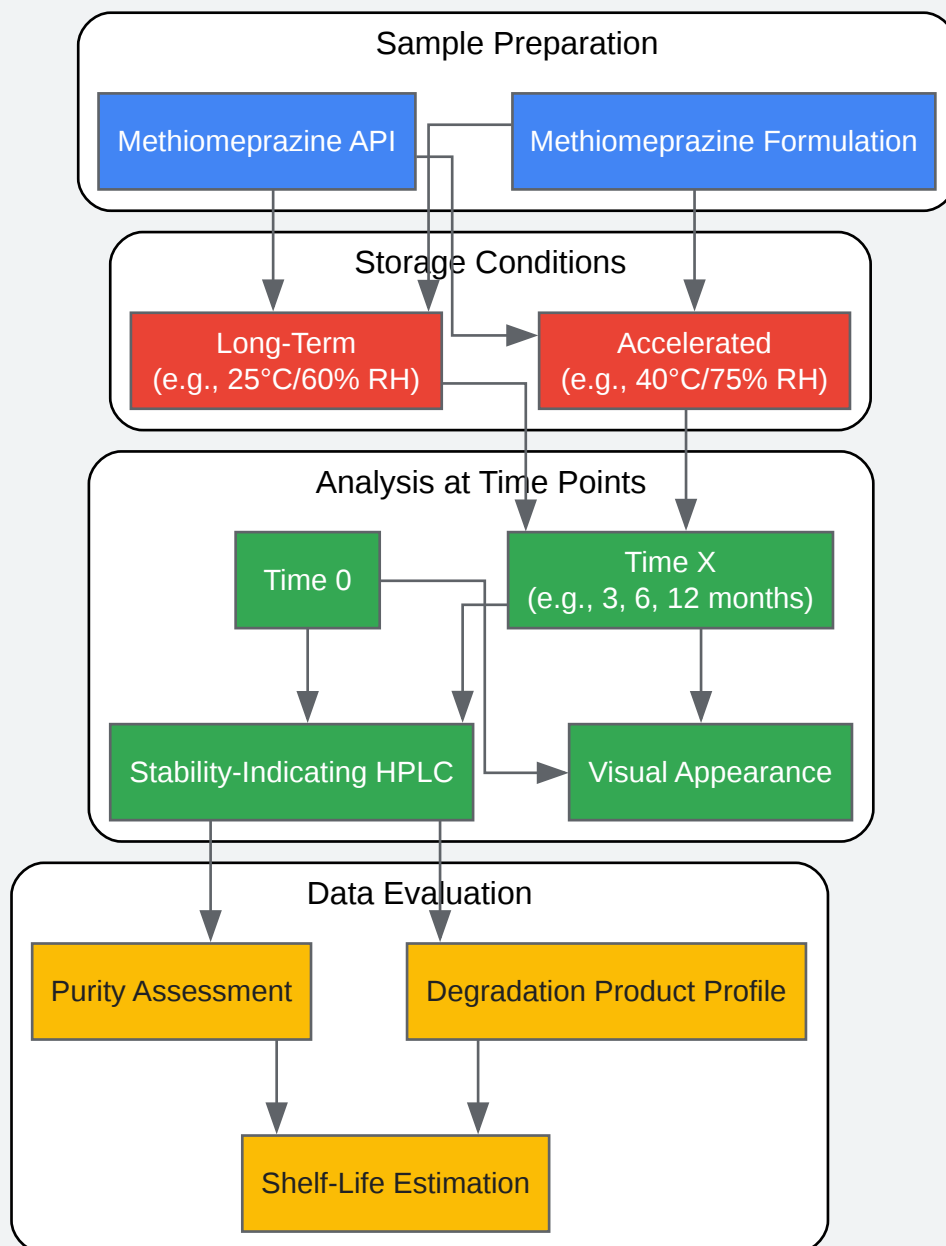 Sample Preparation
Methiomeprazine API
Methiomeprazine Formulation
Storage Conditions
Long-Term
(e.g., 25°C/60% RH)
Accelerated
(e.g., 40°C/75% RH)
Analysis at Time Points
Time 0
Time X
(e.g., 3, 6, 12 months)
Stability-Indicating HPLC
Visual Appearance
Data Evaluation
Purity Assessment
Degradation Product Profile
Shelf-Life Estimation